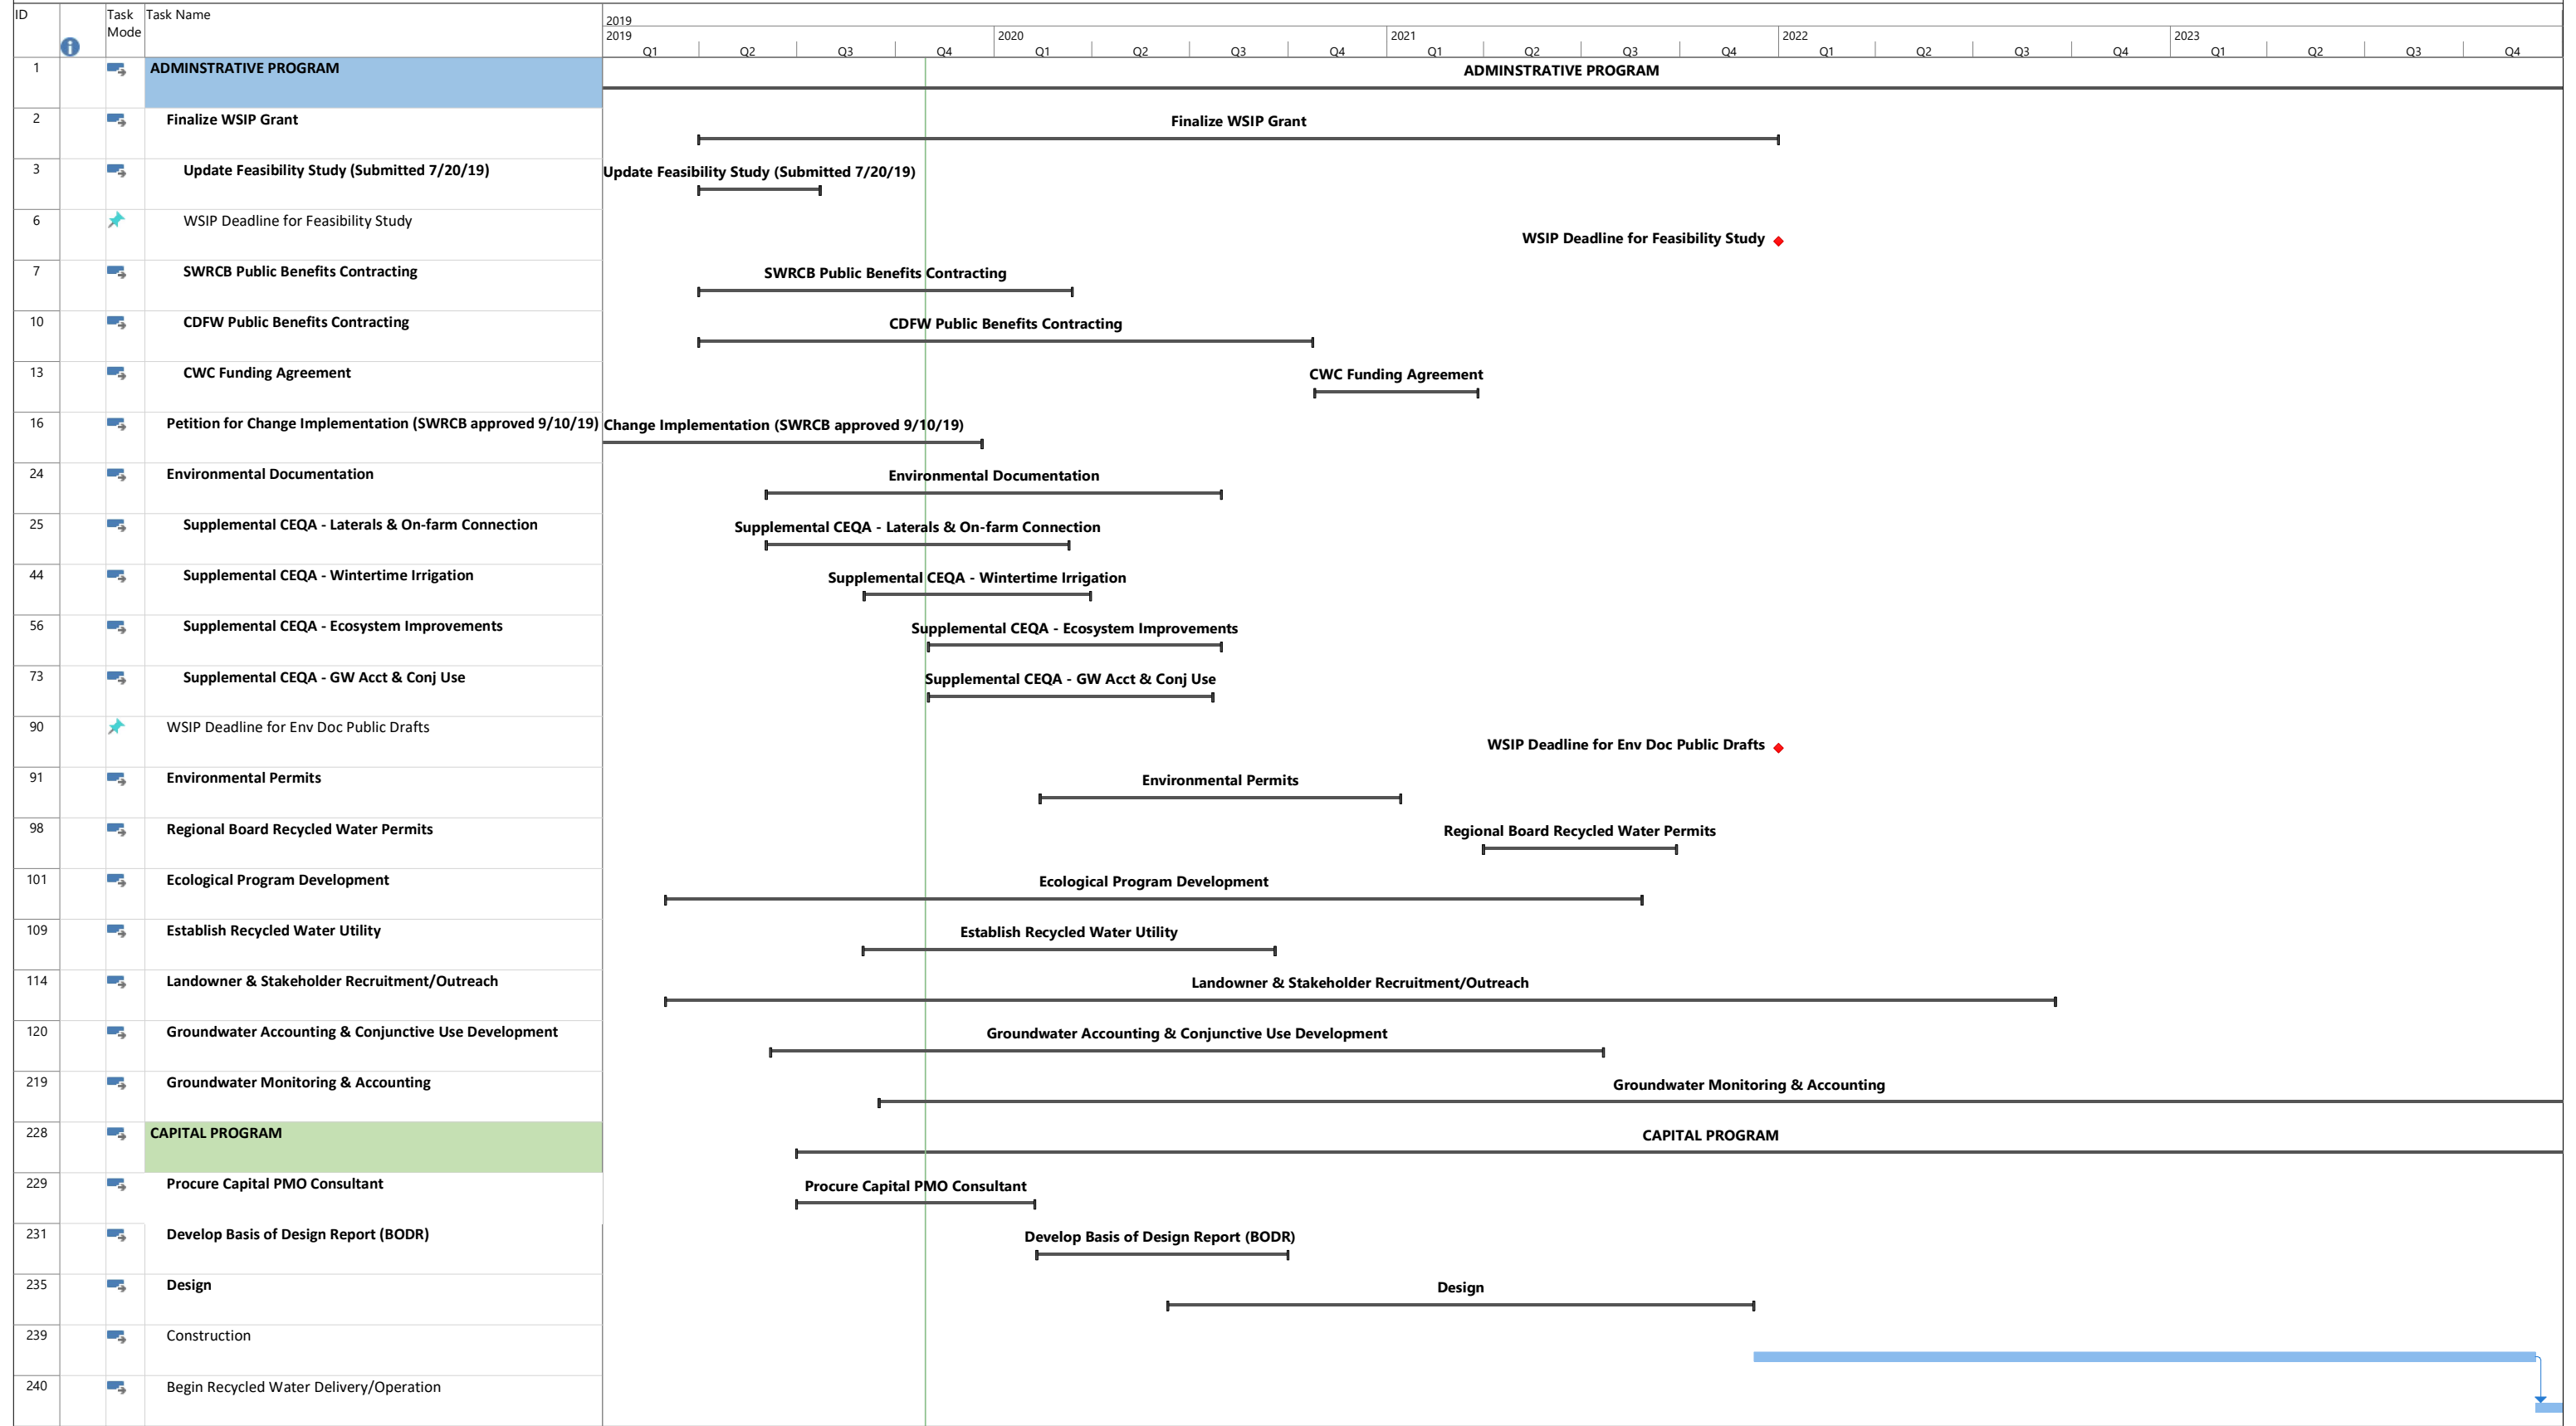 ID Task Mode Task Name
2019
2019 2020 2021 2022 2023
Q1 Q2 Q3 Q4 Q1 Q2 Q3 Q4 Q1 Q2 Q3 Q4 Q1 Q2 Q3 Q4 Q1 Q2 Q3 Q4
1 ADMINSTRATIVE PROGRAM ADMINSTRATIVE PROGRAM
2 Finalize WSIP Grant Finalize WSIP Grant
3 Update Feasibility Study (Submitted 7/20/19) Update Feasibility Study (Submitted 7/20/19)
6 WSIP Deadline for Feasibility Study WSIP Deadline for Feasibility Study
7 SWRCB Public Benefits Contracting SWRCB Public Benefits Contracting
10 CDFW Public Benefits Contracting CDFW Public Benefits Contracting
13 CWC Funding Agreement CWC Funding Agreement
16 Petition for Change Implementation (SWRCB approved 9/10/19) Change Implementation (SWRCB approved 9/10/19)
24 Environmental Documentation Environmental Documentation
25 Supplemental CEQA - Laterals & On-farm Connection Supplemental CEQA - Laterals & On-farm Connection
44 Supplemental CEQA - Wintertime Irrigation Supplemental CEQA - Wintertime Irrigation
56 Supplemental CEQA - Ecosystem Improvements Supplemental CEQA - Ecosystem Improvements
73 Supplemental CEQA - GW Acct & Conj Use Supplemental CEQA - GW Acct & Conj Use
90 WSIP Deadline for Env Doc Public Drafts WSIP Deadline for Env Doc Public Drafts
91 Environmental Permits Environmental Permits
98 Regional Board Recycled Water Permits Regional Board Recycled Water Permits
101 Ecological Program Development Ecological Program Development
109 Establish Recycled Water Utility Establish Recycled Water Utility
114 Landowner & Stakeholder Recruitment/Outreach Landowner & Stakeholder Recruitment/Outreach
120 Groundwater Accounting & Conjunctive Use Development Groundwater Accounting & Conjunctive Use Development
219 Groundwater Monitoring & Accounting Groundwater Monitoring & Accounting
228 CAPITAL PROGRAM CAPITAL PROGRAM
229 Procure Capital PMO Consultant Procure Capital PMO Consultant
231 Develop Basis of Design Report (BODR) Develop Basis of Design Report (BODR)
235 Design Design
239 Construction
240 Begin Recycled Water Delivery/Operation